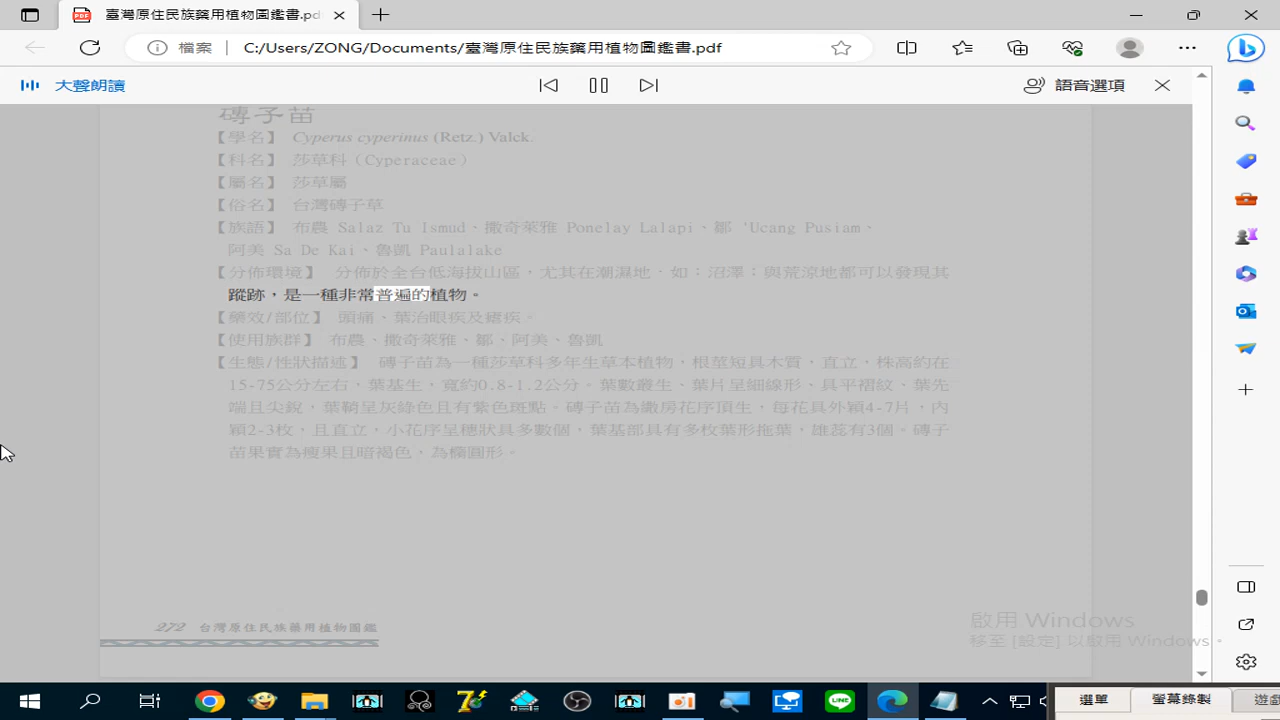 臺灣原住民族藥用植物圖鑑書.pdf
檔案
C:/Users/ZONG/Documents/臺灣原住民族藥用植物圖鑑書.pdf
大聲朗讀
語音選項
磚子苗
【學名】 Cyperus cyperinus (Retz.) Valck.
【科名】 莎草科（Cyperaceae）
【屬名】 莎草屬
【俗名】 台灣磚子草
【族語】 布農 Salaz Tu Ismud、撒奇萊雅 Ponelay Lalapi、鄒 'Ucang Pusiam、
阿美 Sa De Kai、魯凱 Paulalake
【分佈環境】 分佈於全台低海拔山區，尤其在潮濕地．如：沼澤；與荒涼地都可以發現其
蹤跡，是一種非常普遍的植物。
【藥效/部位】 頭痛、葉治眼疾及瘧疾。
【使用族群】 布農、撒奇萊雅、鄒、阿美、魯凱
【生態/性狀描述】 磚子苗為一種莎草科多年生草本植物，根莖短具木質，直立、株高約在
15-75公分左右，葉基生，寬約0.8-1.2公分。葉數叢生、葉片呈細線形、具平褶紋、葉先
端且尖銳，葉鞘呈灰綠色且有紫色斑點。磚子苗為繖房花序頂生，每花具外穎4-7片，內
穎2-3枚，且直立，小花序呈穗狀具多數個，葉基部具有多枚葉形拖葉，雄蕊有3個。磚子
苗果實為瘦果且暗褐色，為橢圓形。
272 台灣原住民族藥用植物圖鑑
啟用 Windows
移至 [設定] 以啟用 Windows。
選單
螢幕錄製